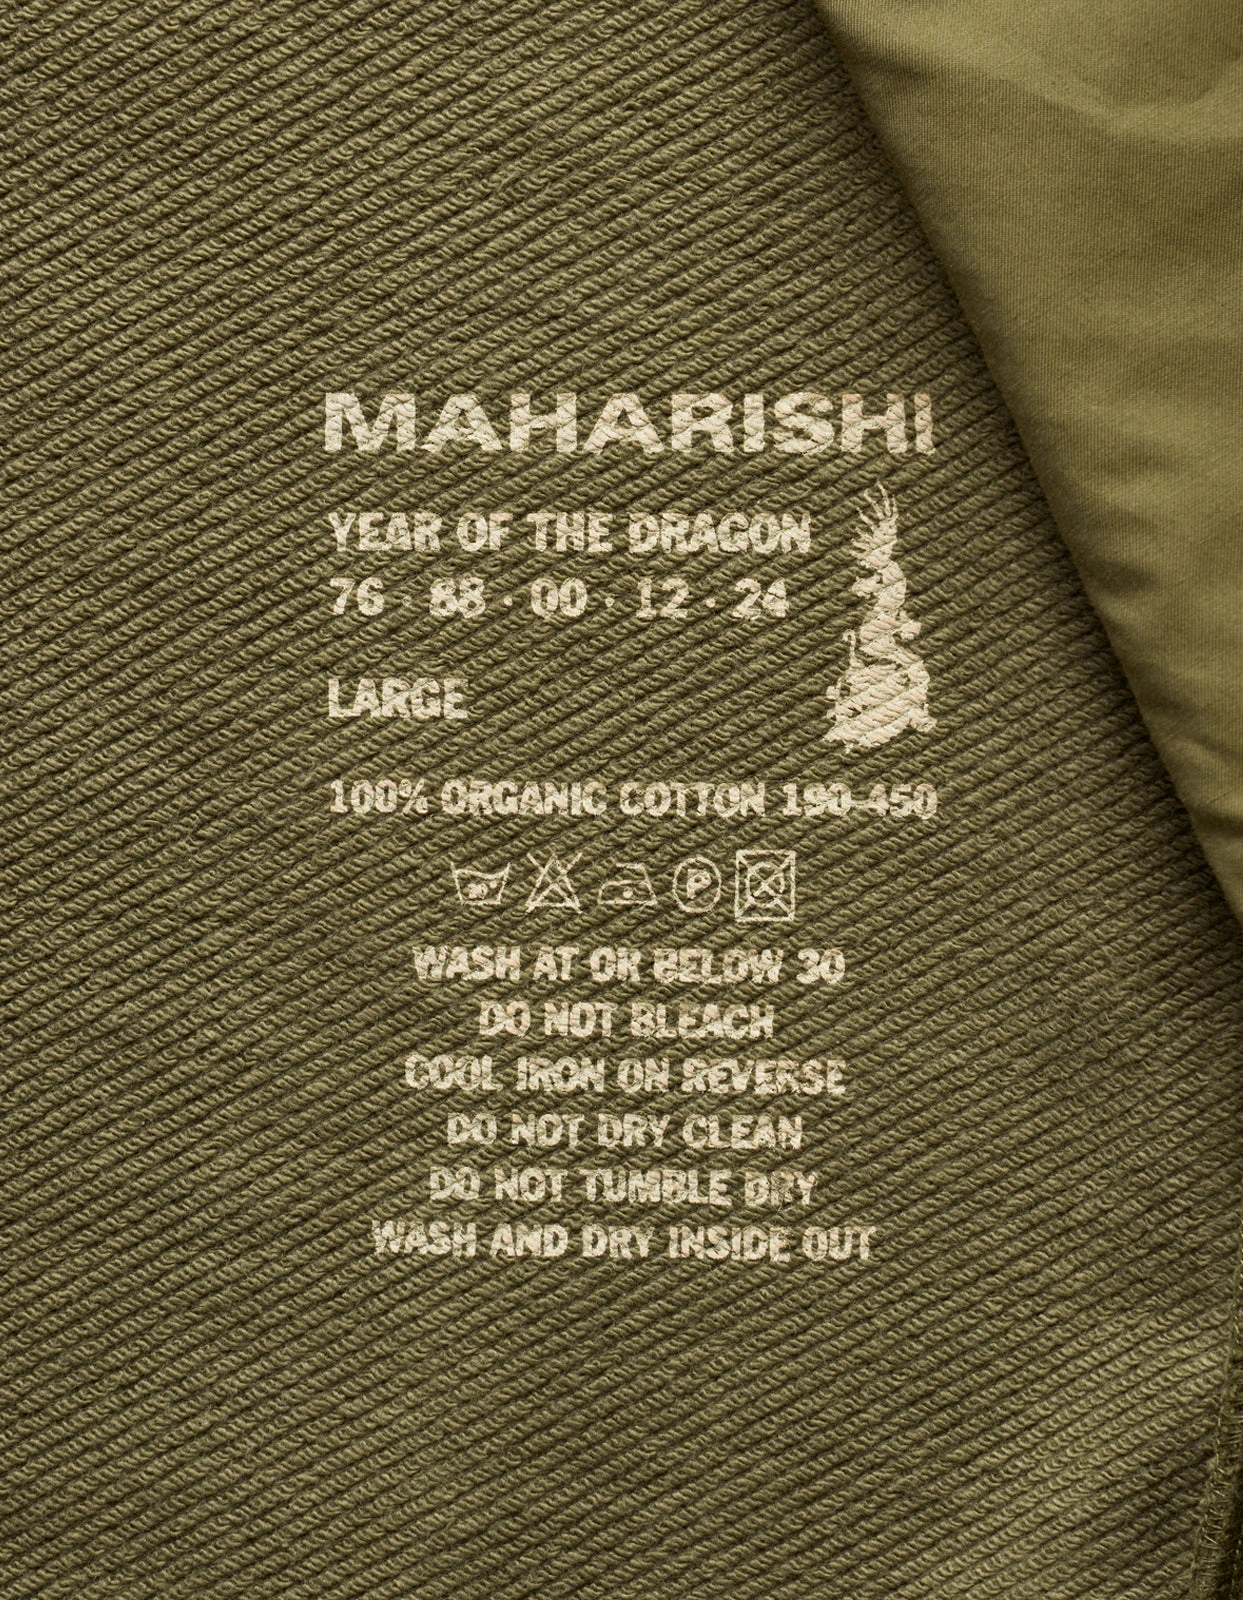 MAHARISHI
YEAR OF THE DRAGON
76 · 88 · 00 · 12 · 24
LARGE
100% ORGANIC COTTON 190-450
30°
P
WASH AT OR BELOW 30
DO NOT BLEACH
COOL IRON ON REVERSE
DO NOT DRY CLEAN
DO NOT TUMBLE DRY
WASH AND DRY INSIDE OUT